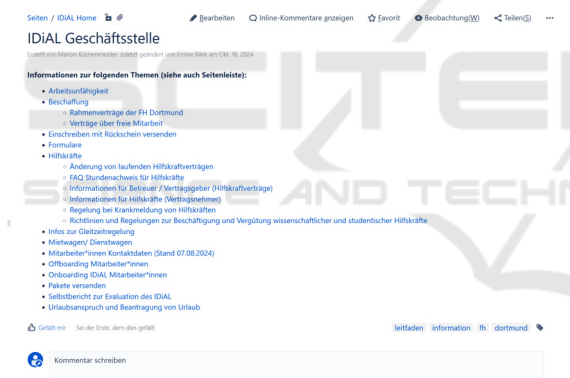 Seiten / IDiAL Home
Bearbeiten Inline-Kommentare anzeigen Favorit Beobachtung(W) Teilen(S) ...
IDiAL Geschäftsstelle
Erstellt von Marion Küchenmeister, zuletzt geändert von Emine Bilek am Okt. 18, 2024
Informationen zur folgenden Themen (siehe auch Seitenleiste):
• Arbeitsunfähigkeit
• Beschaffung
◦ Rahmenverträge der FH Dortmund
◦ Verträge über freie Mitarbeit
• Einschreiben mit Rückschein versenden
• Formulare
• Hilfskräfte
◦ Änderung von laufenden Hilfskraftverträgen
◦ FAQ Stundenachweis für Hilfskräfte
◦ Informationen für Betreuer / Vertragsgeber (Hilfskraftverträge)
◦ Informationen für Hilfskräfte (Vertragsnehmer)
◦ Regelung bei Krankmeldung von Hilfskräften
◦ Richtlinien und Regelungen zur Beschäftigung und Vergütung wissenschaftlicher und studentischer Hilfskräfte
• Infos zur Gleitzeitregelung
• Mietwagen/ Dienstwagen
• Mitarbeiter*innen Kontaktdaten (Stand 07.08.2024)
• Offboarding Mitarbeiter*innen
• Onboarding IDiAL Mitarbeiter*innen
• Pakete versenden
• Selbstbericht zur Evaluation des IDiAL
• Urlaubsanspruch und Beantragung von Urlaub
Gefällt mir Sei der Erste, dem dies gefällt. leitfaden information fh dortmund
Kommentar schreiben